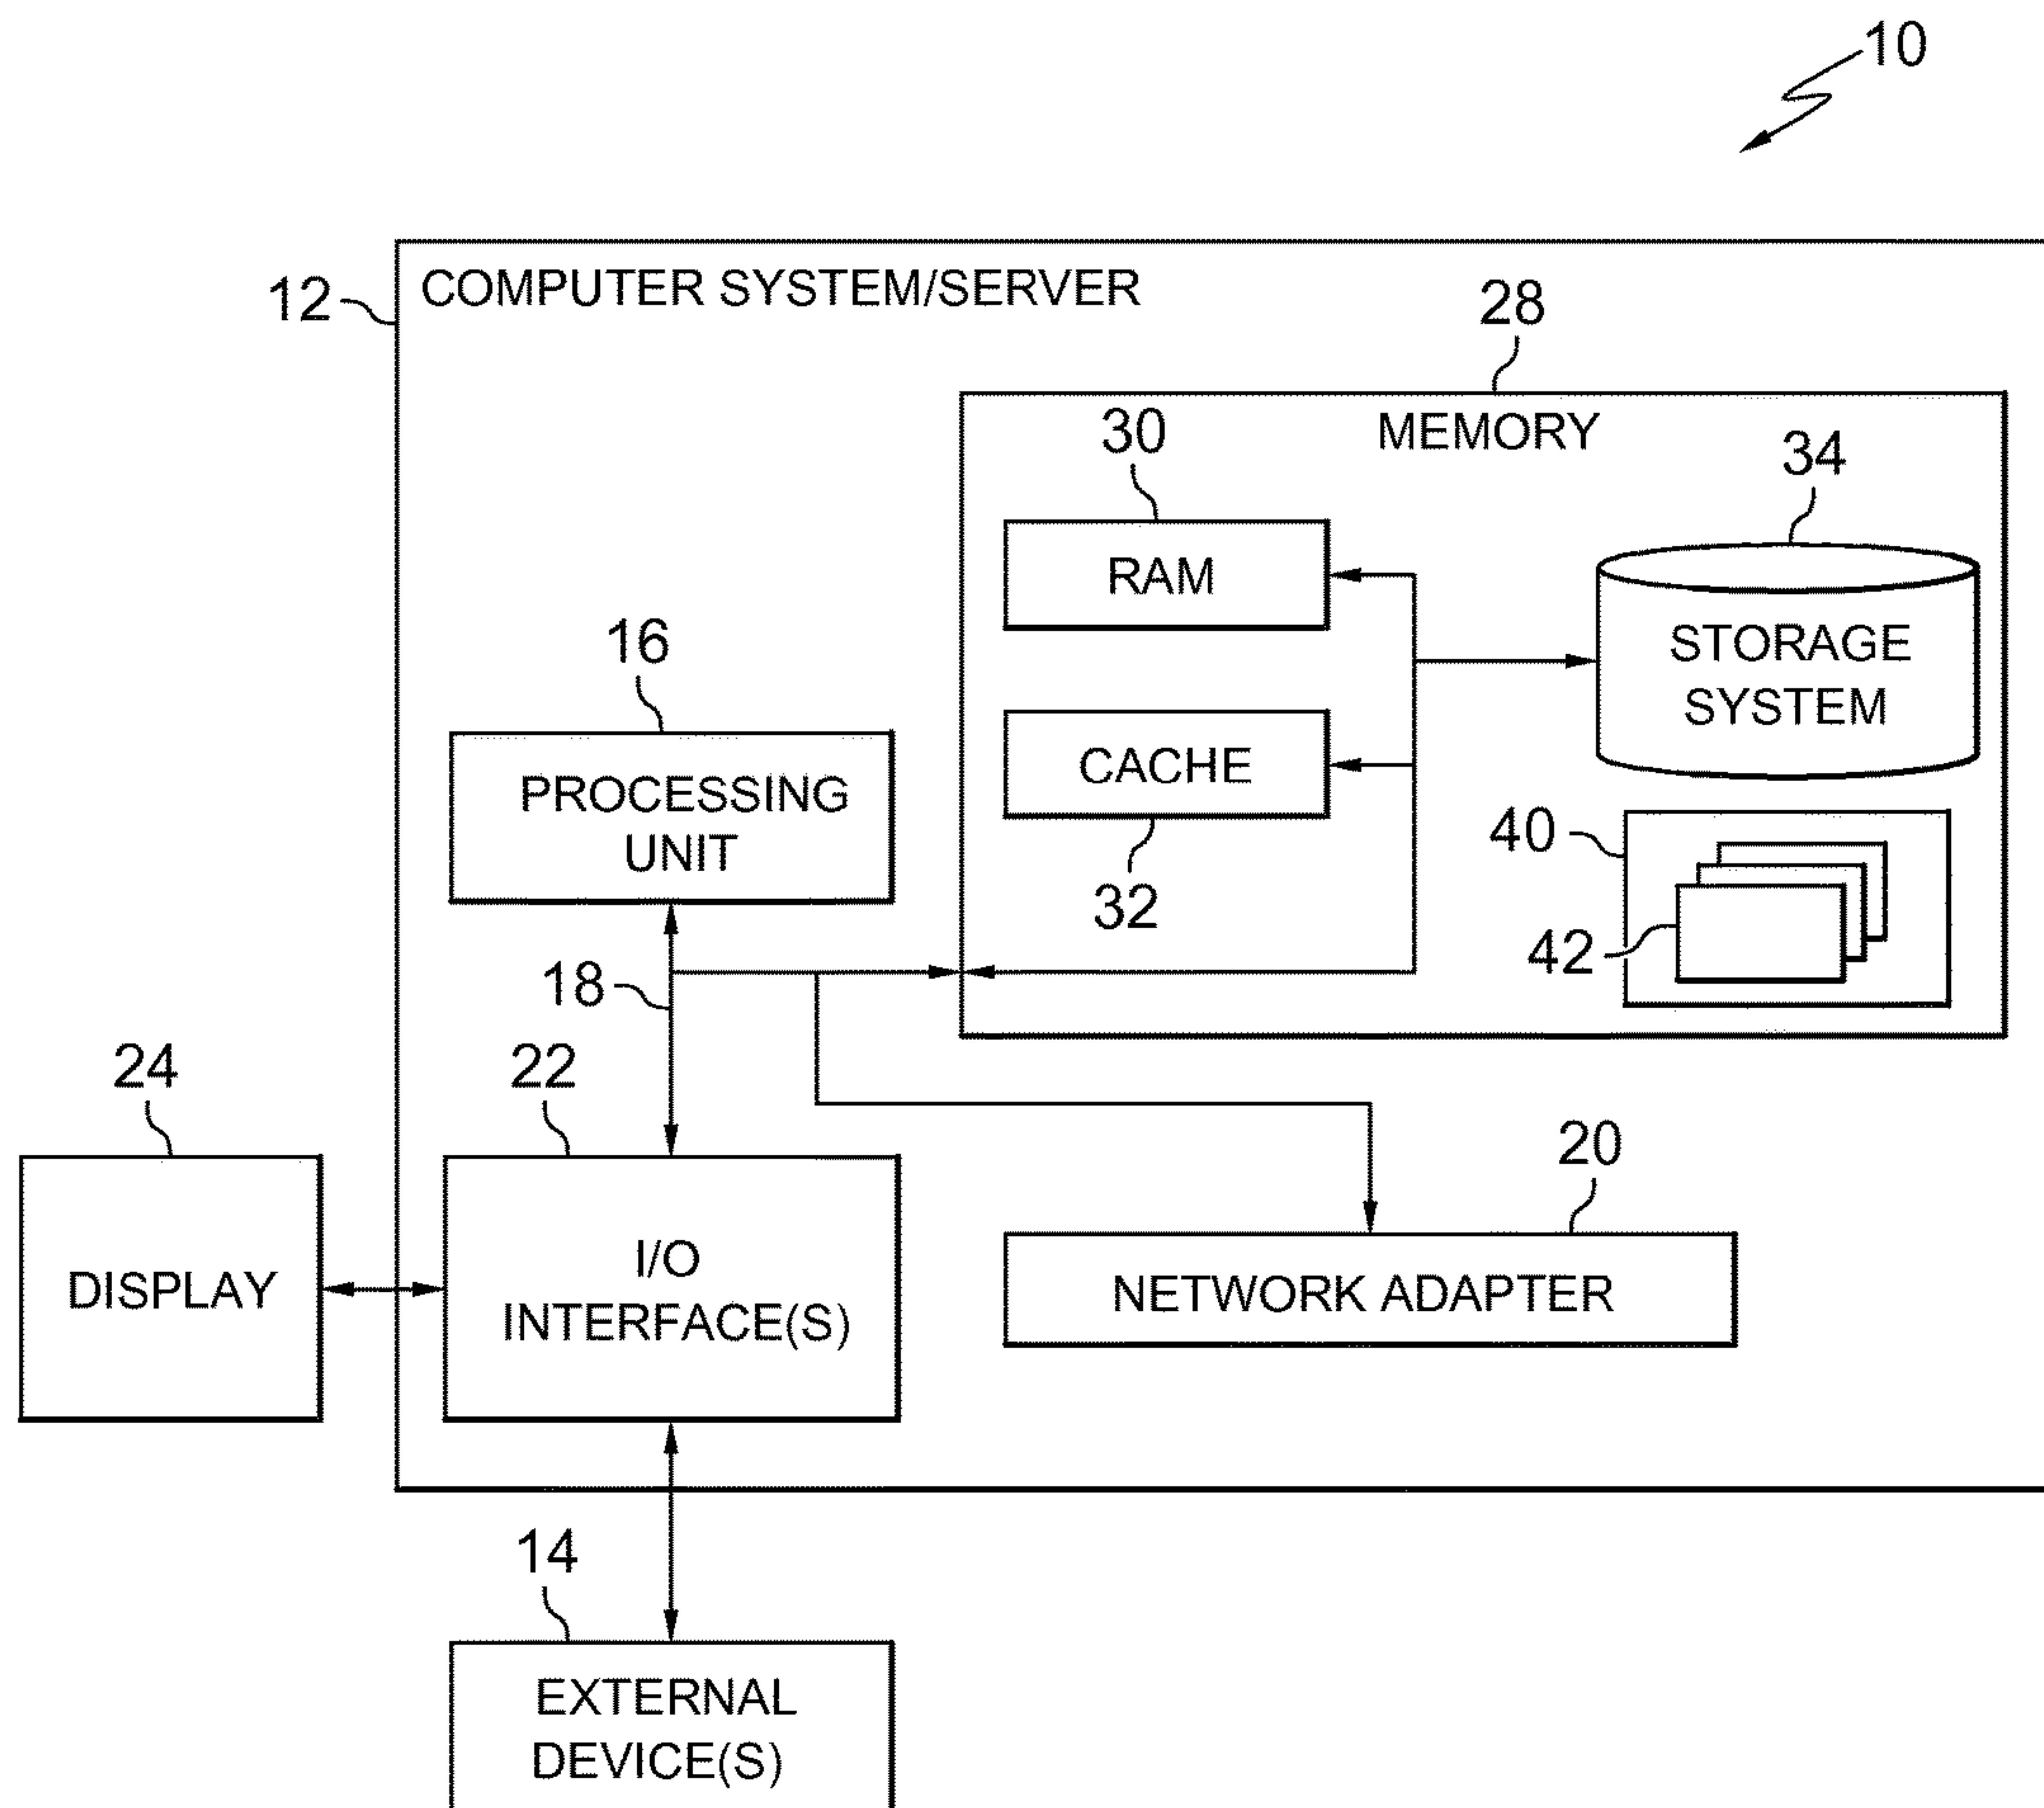 10
12
COMPUTER SYSTEM/SERVER
28
MEMORY
30
34
RAM
STORAGE
SYSTEM
16
CACHE
PROCESSING
UNIT
40
32
42
18
24
22
20
DISPLAY
I/O
INTERFACE(S)
NETWORK ADAPTER
14
EXTERNAL
DEVICE(S)